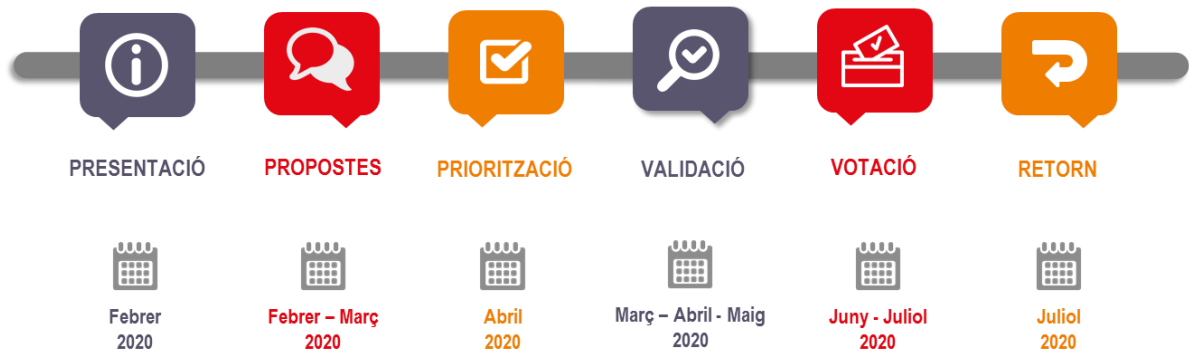 PRESENTACIÓ
PROPOSTES
PRIORITZACIÓ
VALIDACIÓ
VOTACIÓ
RETORN
Febrer
2020
Febrer – Març
2020
Abril
2020
Març – Abril - Maig
2020
Juny - Juliol
2020
Juliol
2020